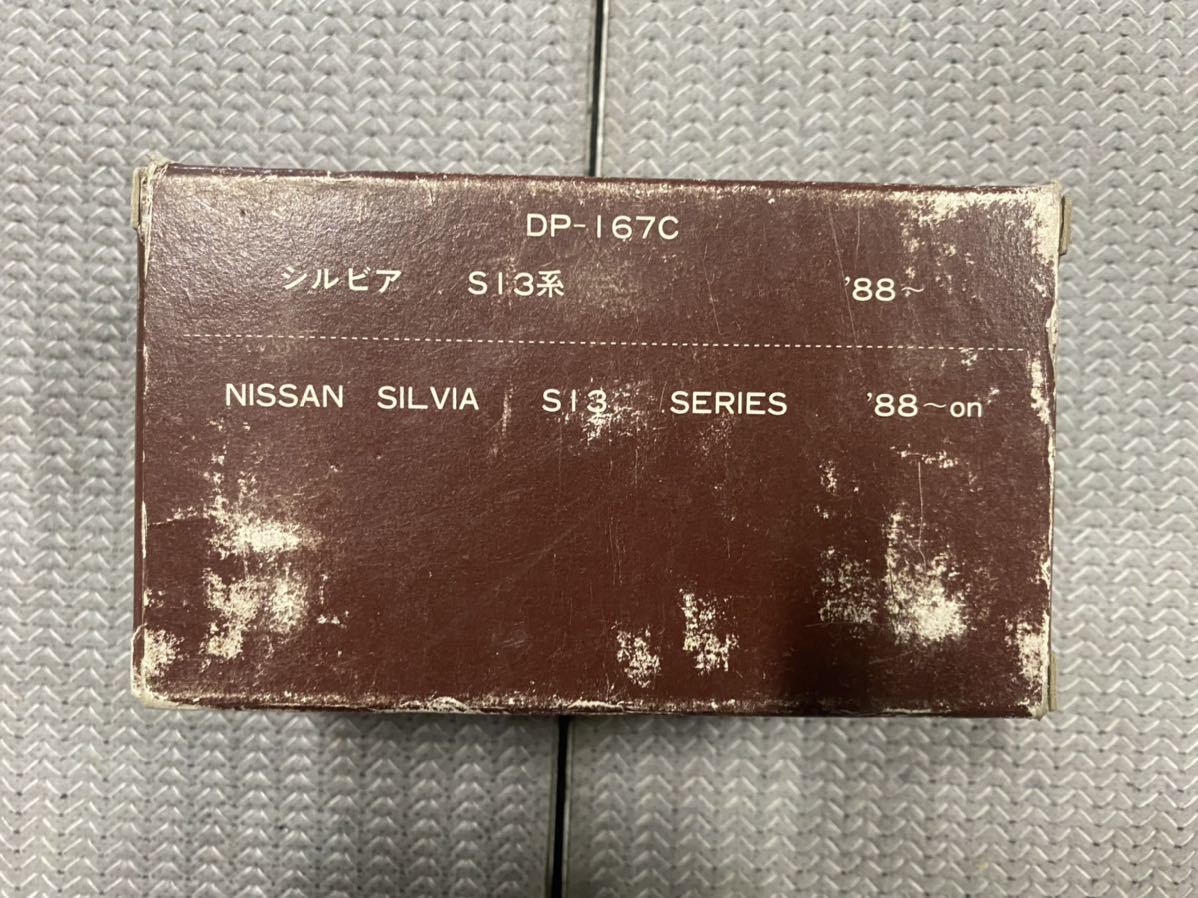 DP-167C
シルビア S13系 '88~
NISSAN SILVIA S13 SERIES '88~on